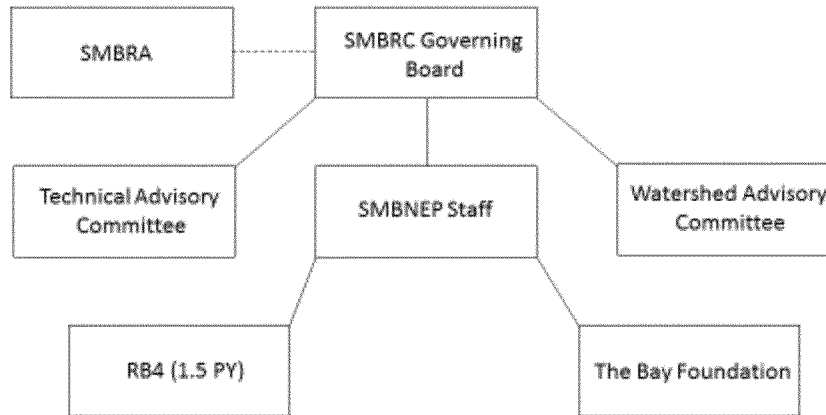 SMBRA
SMBRC Governing
Board
Technical Advisory
Committee
SMBNEP Staff
Watershed Advisory
Committee
RB4 (1.5 PY)
The Bay Foundation